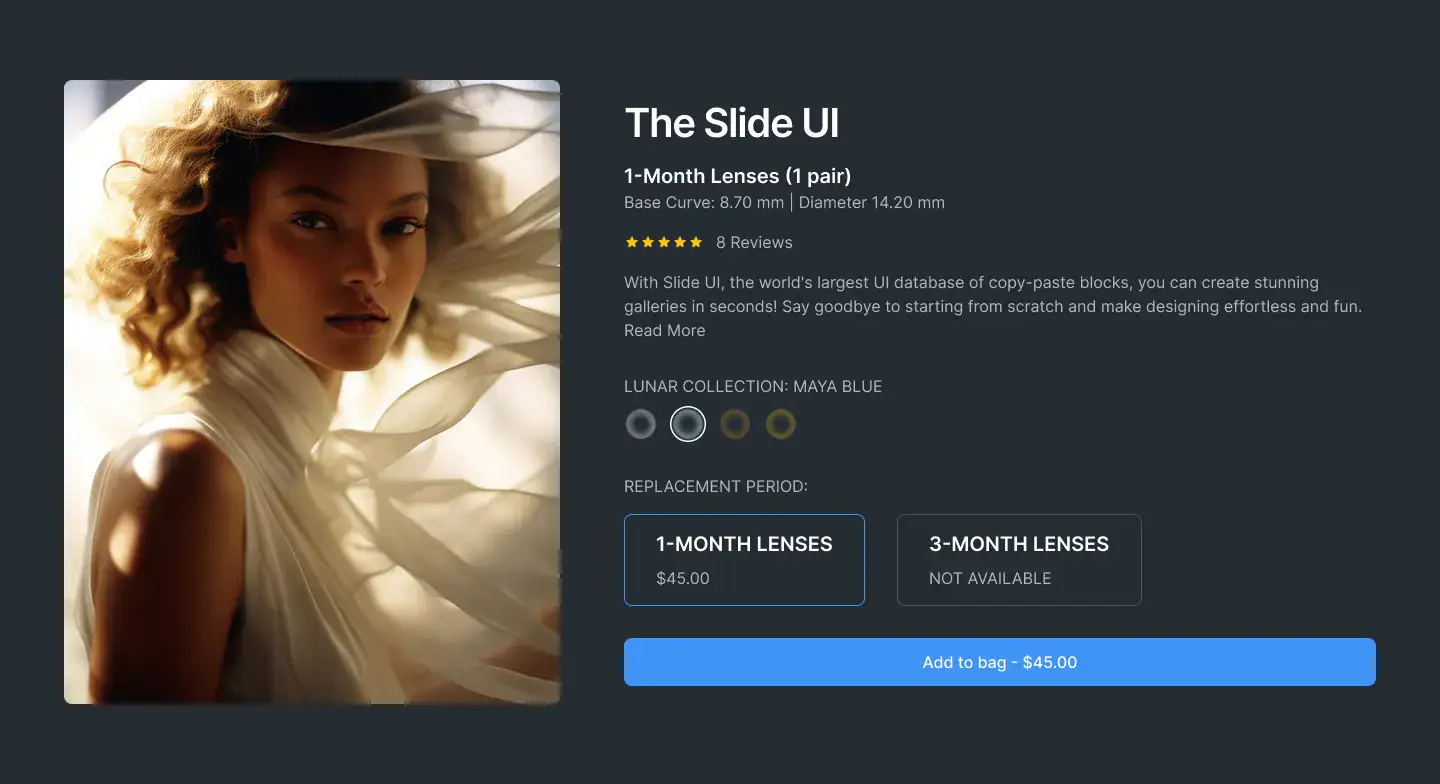 The Slide UI
1-Month Lenses (1 pair)
Base Curve: 8.70 mm | Diameter 14.20 mm
8 Reviews
With Slide UI, the world's largest UI database of copy-paste blocks, you can create stunning
galleries in seconds! Say goodbye to starting from scratch and make designing effortless and fun.
Read More
LUNAR COLLECTION: MAYA BLUE
REPLACEMENT PERIOD:
1-MONTH LENSES
$45.00
3-MONTH LENSES
NOT AVAILABLE
Add to bag - $45.00